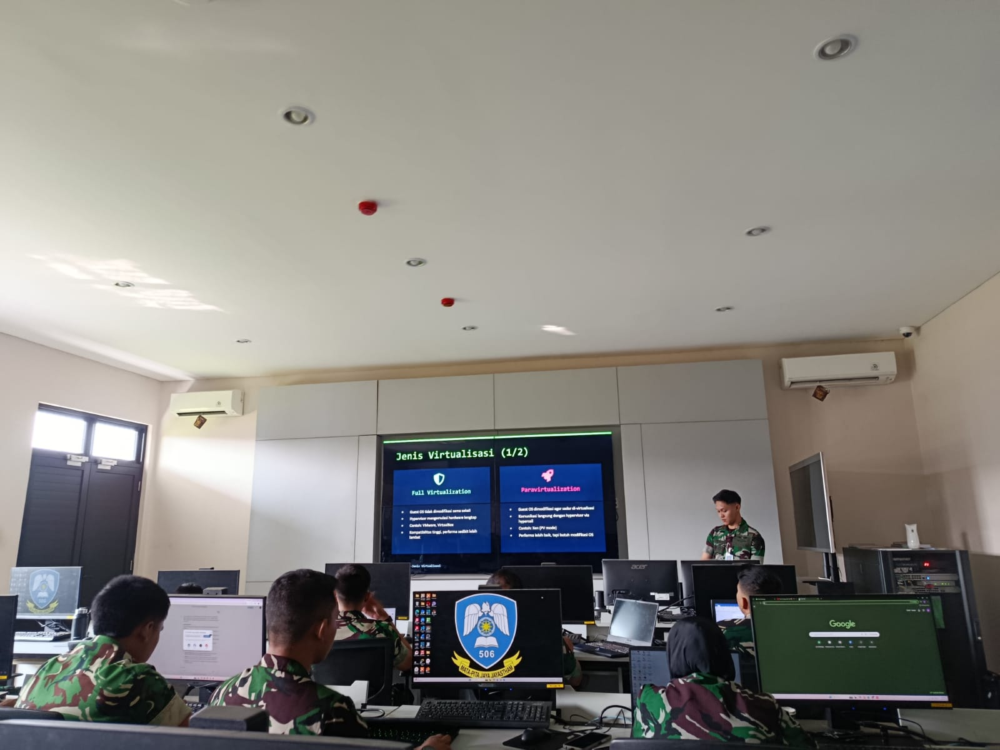 Jenis Virtualisasi (1/2)
Full Virtualization
Guest OS tidak dimodifikasi sama sekali
Hypervisor mengemulasi hardware lengkap
Contoh: VMware, VirtualBox
Kompatibilitas tinggi, performa sedikit lebih
lambat
Paravirtualization
Guest OS dimodifikasi agar sadar di-virtualisasi
Komunikasi langsung dengan hypervisor via
hypercall
Contoh: Xen (PV mode)
Performa lebih baik, tapi butuh modifikasi OS
Jenis Virtualisasi
acer
506
506
MATA-PITA JAYA JAYASTHAM
Google